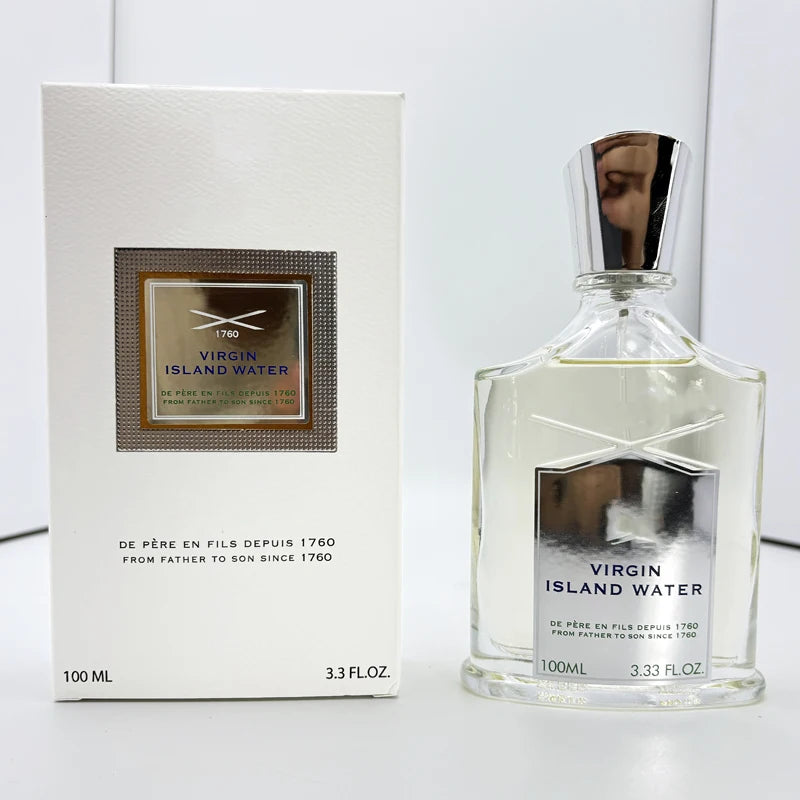 1760
VIRGIN
ISLAND WATER
DE PÈRE EN FILS DEPUIS 1760
FROM FATHER TO SON SINCE 1760
DE PÈRE EN FILS DEPUIS 1760
FROM FATHER TO SON SINCE 1760
100 ML
3.3 FL.OZ.
VIRGIN
ISLAND WATER
DE PÈRE EN FILS DEPUIS 1760
FROM FATHER TO SON SINCE 1760
100ML
3.33 FL.OZ.